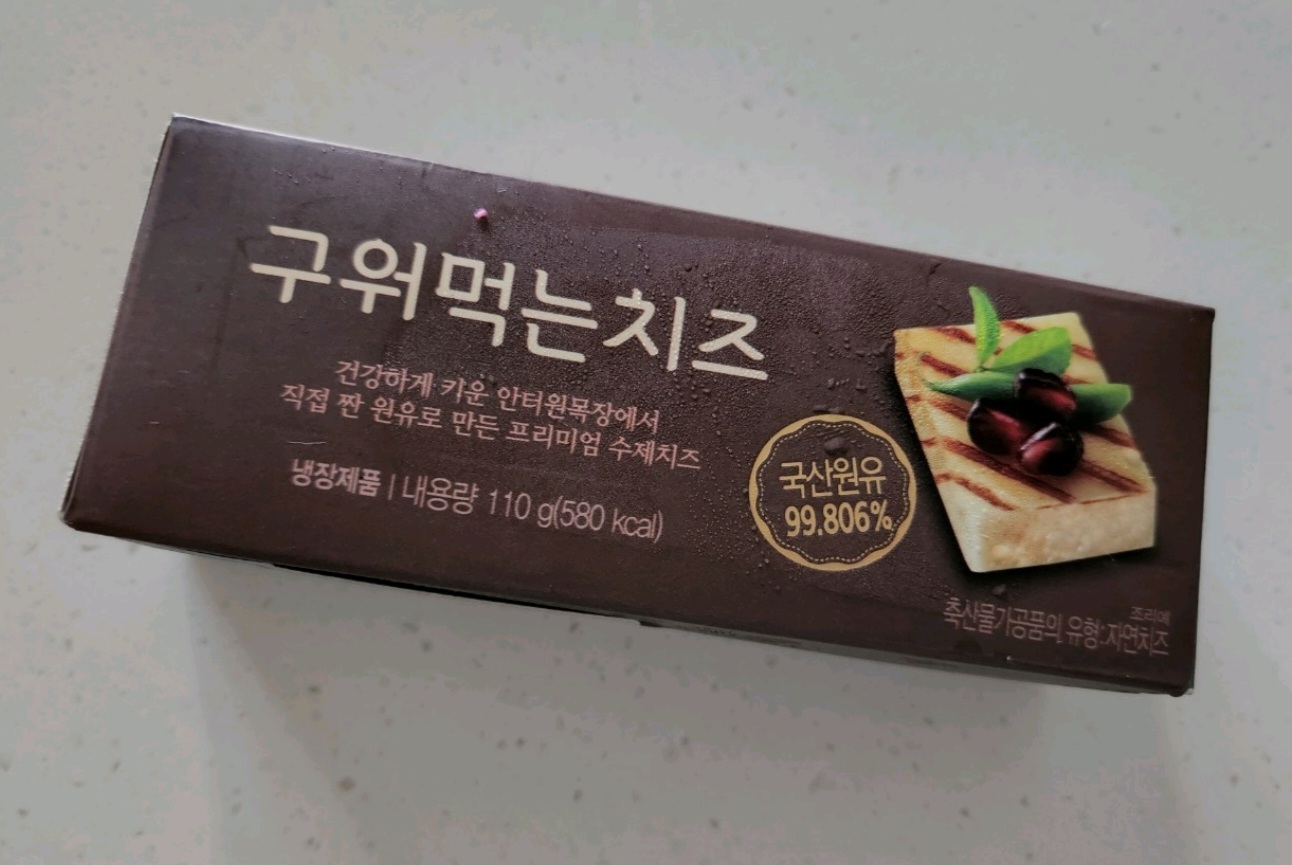 구워먹는치즈
건강하게 키운 안터원목장에서
직접 짠 원유로 만든 프리미엄 수제치즈
냉장제품 | 내용량 110 g(580 kcal)
국산원유
99.806%
조리예
축산물가공품의 유형:자연치즈